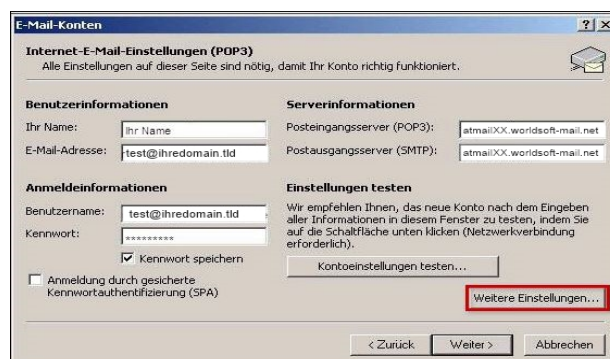 E-Mail-Konten
Internet-E-Mail-Einstellungen (POP3)
Alle Einstellungen auf dieser Seite sind nötig, damit Ihr Konto richtig funktioniert.
Benutzerinformationen
Ihr Name:
Ihr Name
E-Mail-Adresse:
test@ihredomain.tld
Serverinformationen
Posteingangsserver (POP3):
atmailXX.worldsoft-mail.net
Postausgangsserver (SMTP):
atmailXX.worldsoft-mail.net
Anmeldeinformationen
Benutzername:
test@ihredomain.tld
Kennwort:
*********
Kennwort speichern
Anmeldung durch gesicherte
Kennwortauthentifizierung (SPA)
Einstellungen testen
Wir empfehlen Ihnen, das neue Konto nach dem Eingeben
aller Informationen in diesem Fenster zu testen, indem Sie
auf die Schaltfläche unten klicken (Netzwerkverbindung
erforderlich).
Kontoeinstellungen testen...
Weitere Einstellungen...
< Zurück
Weiter >
Abbrechen